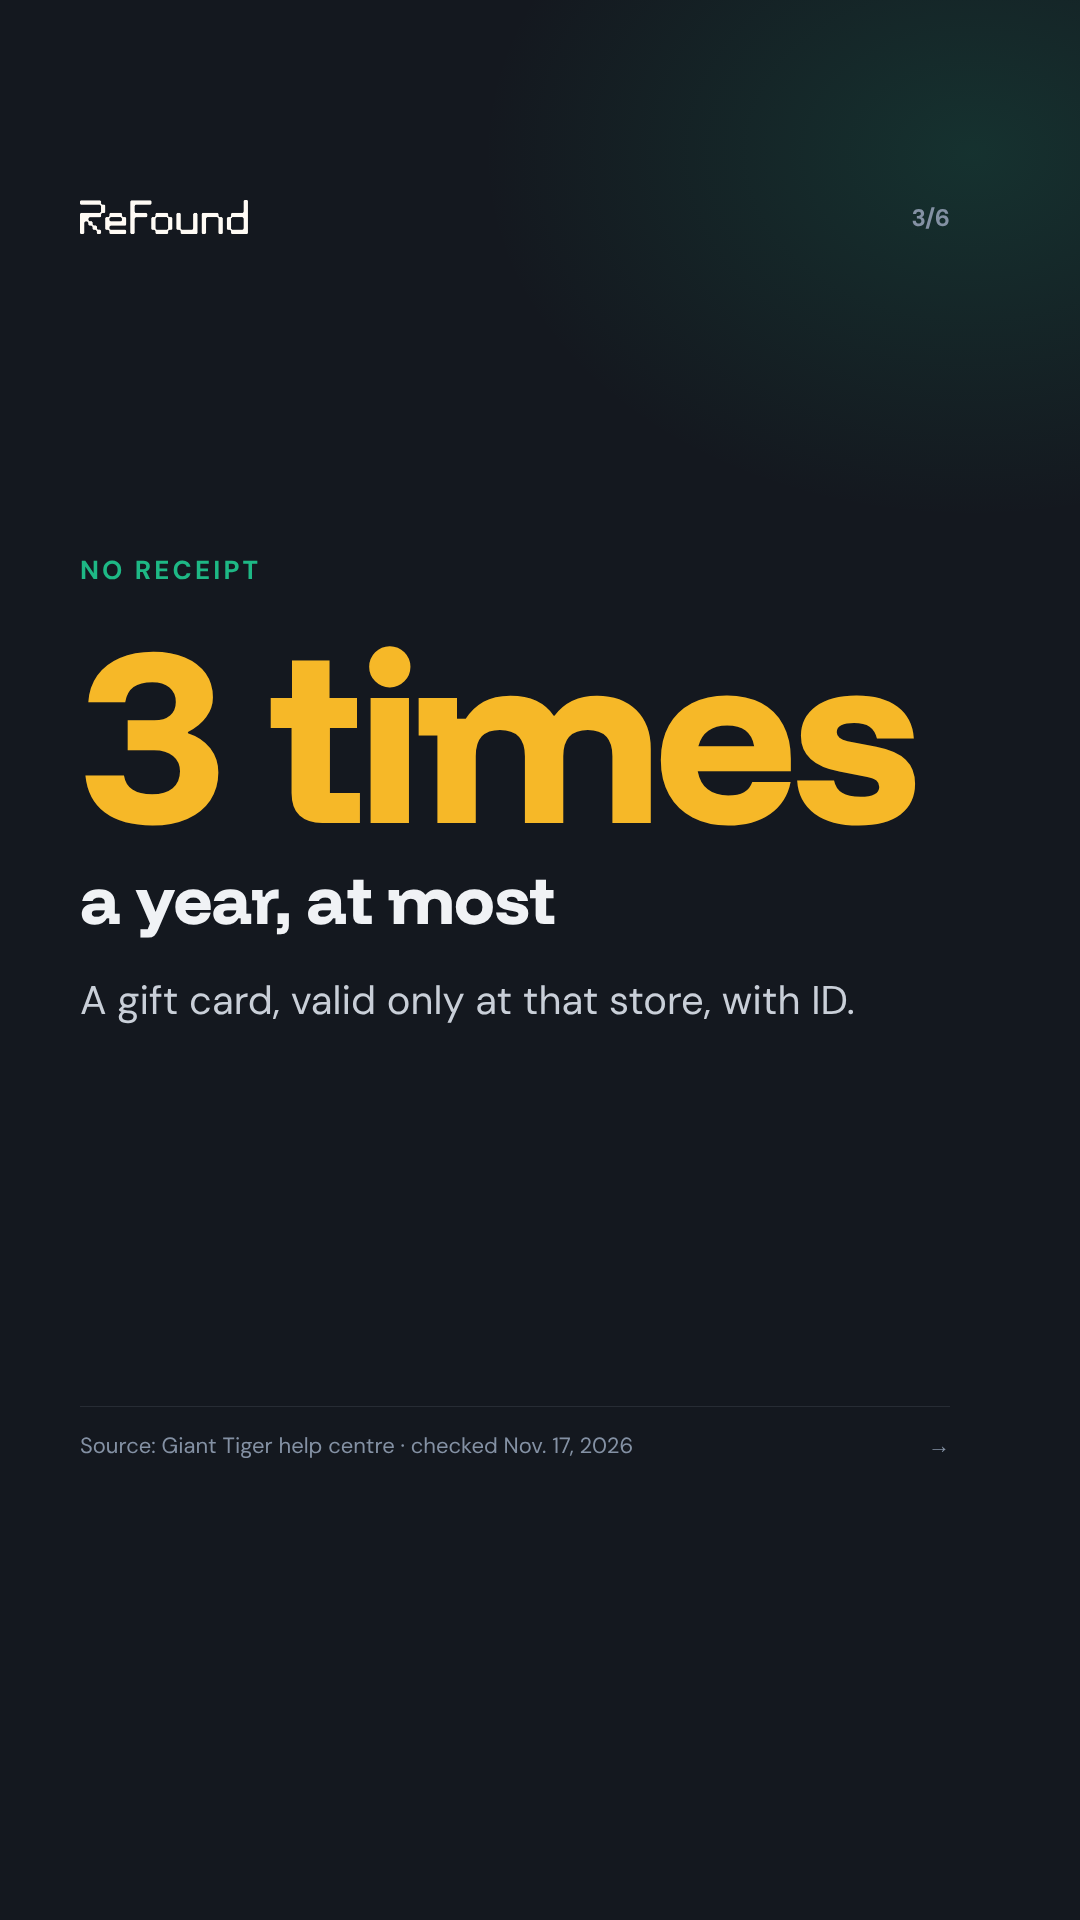 ReFound
3/6
NO RECEIPT
3 times
a year, at most
A gift card, valid only at that store, with ID.
Source: Giant Tiger help centre · checked Nov. 17, 2026
→